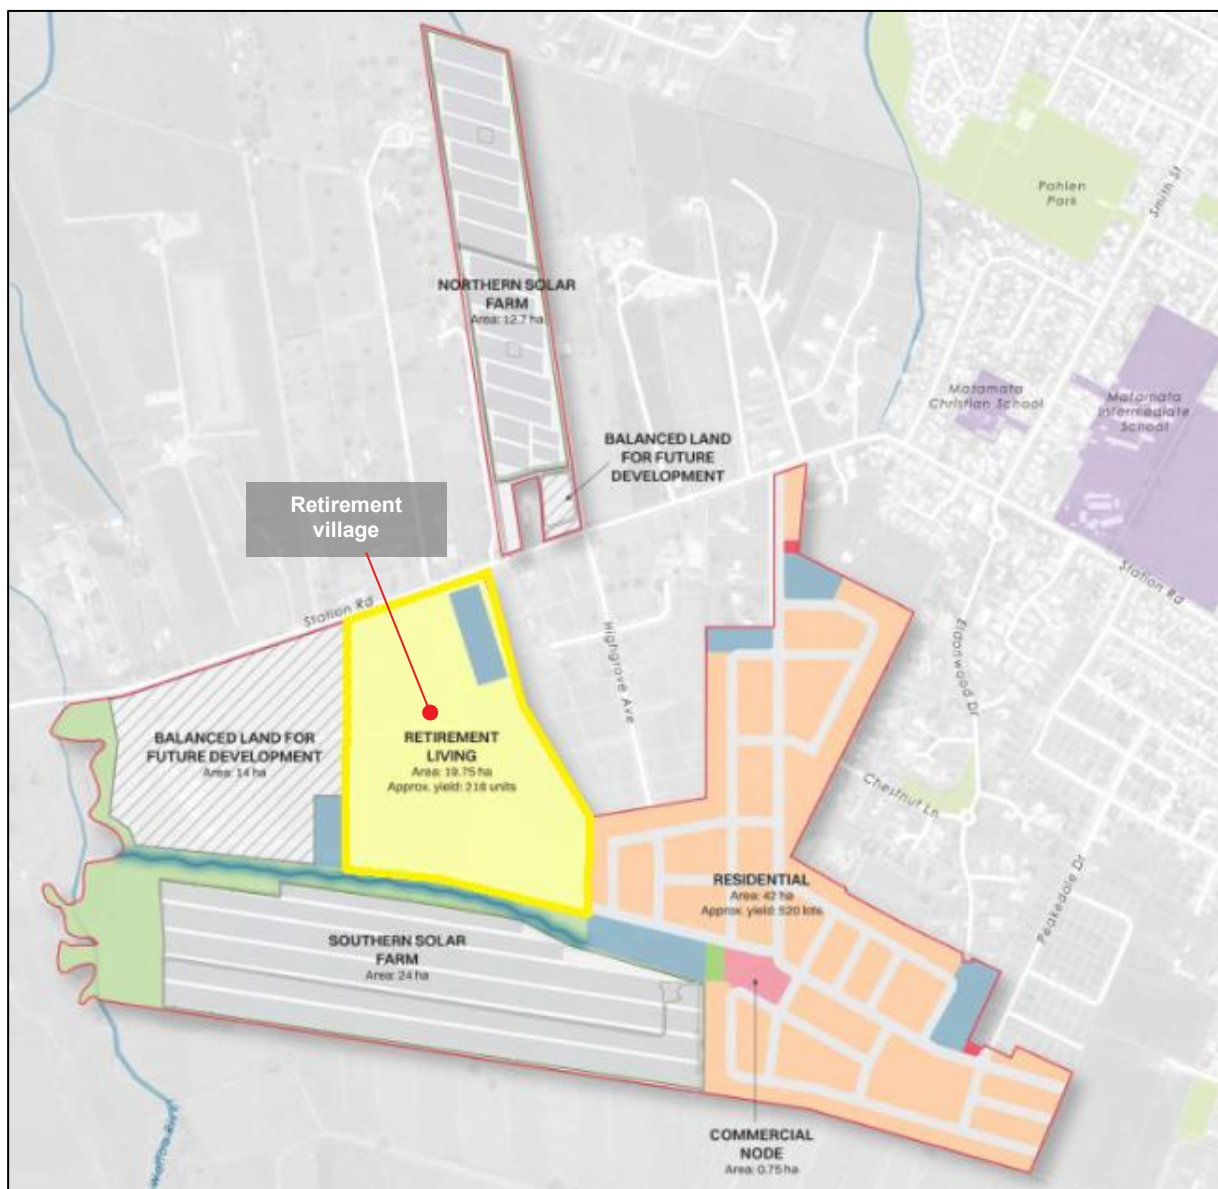 Pohlen
Park
Smith St
NORTHERN SOLAR
FARM
Area: 12.7 ha
Matamata
Christian School
Matamata
Intermediate
School
BALANCED LAND
FOR FUTURE
DEVELOPMENT
Retirement
village
Station Rd
Station Rd
Highgrove Ave
Eldonwood Dr
BALANCED LAND FOR
FUTURE DEVELOPMENT
Area: 14 ha
RETIREMENT
LIVING
Area: 19.75 ha
Approx. yield: 218 units
Chestnut Ln
RESIDENTIAL
Area: 42 ha
Approx. yield: 520 lots
Peakedale Dr
SOUTHERN SOLAR
FARM
Area: 24 ha
COMMERCIAL
NODE
Area: 0.75 ha